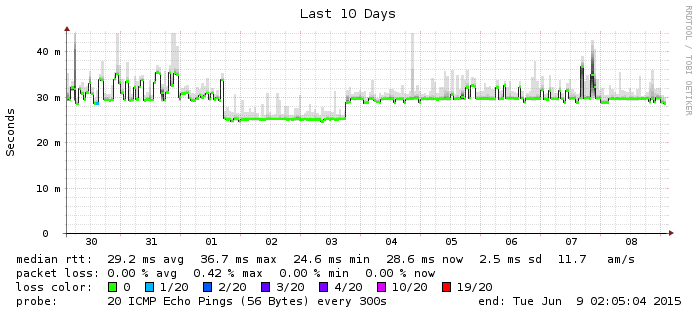 Last 10 Days
RRDTOOL / TOBI OETIKER
Seconds
40 m
30 m
20 m
10 m
0
30 31 01 02 03 04 05 06 07 08
median rtt: 29.2 ms avg 36.7 ms max 24.6 ms min 28.6 ms now 2.5 ms sd 11.7 am/s
packet loss: 0.00 % avg 0.42 % max 0.00 % min 0.00 % now
loss color: 0 1/20 2/20 3/20 4/20 10/20 19/20
probe: 20 ICMP Echo Pings (56 Bytes) every 300s end: Tue Jun 9 02:05:04 2015